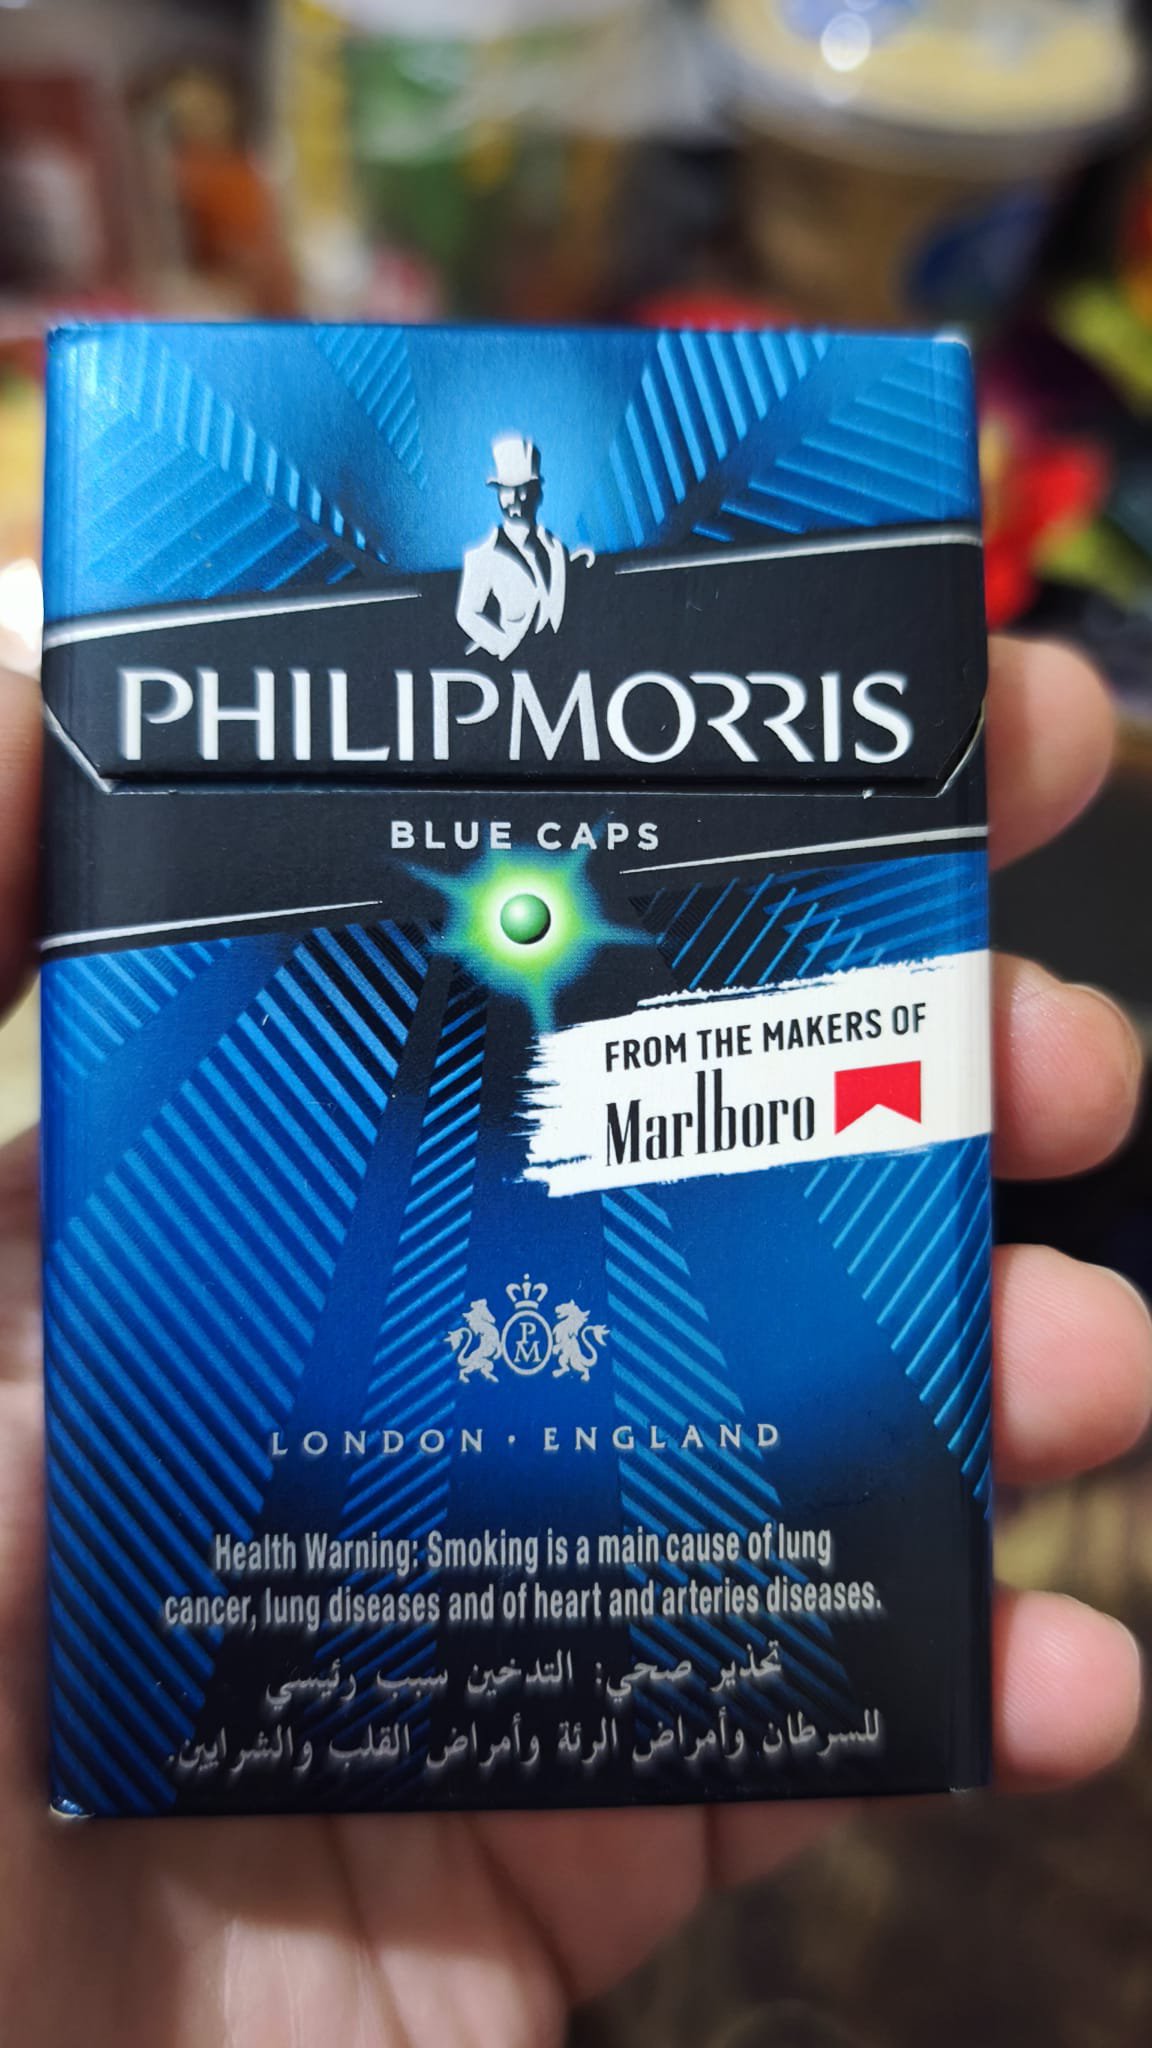 PHILIP MORRIS
BLUE CAPS
FROM THE MAKERS OF
Marlboro
PM
LONDON · ENGLAND
Health Warning: Smoking is a main cause of lung
cancer, lung diseases and of heart and arteries diseases.
تحذير صحي: التدخين سبب رئيسي
للسرطان وأمراض الرئة وأمراض القلب والشرايين.